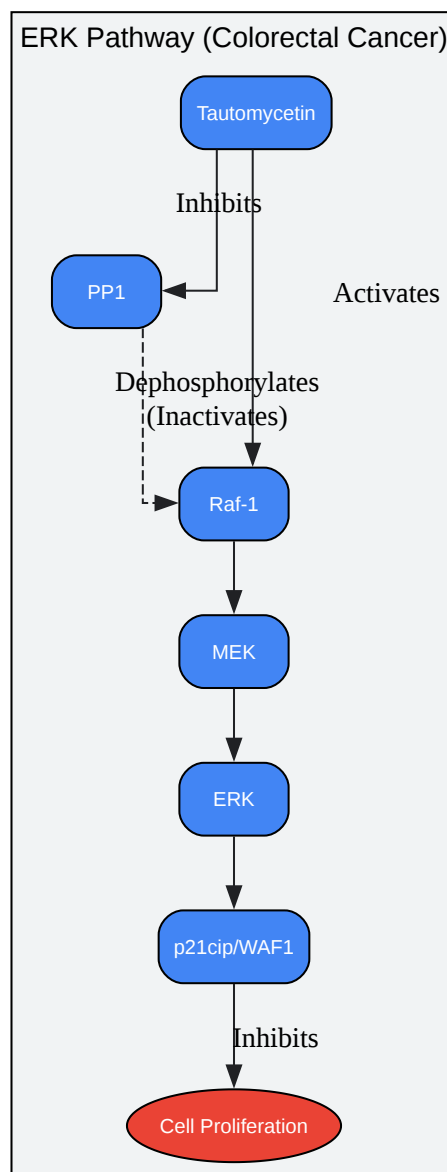 ERK Pathway (Colorectal Cancer)
Tautomycetin
Inhibits
PP1
Activates
Dephosphorylates
(Inactivates)
Raf-1
MEK
ERK
p21cip/WAF1
Inhibits
Cell Proliferation